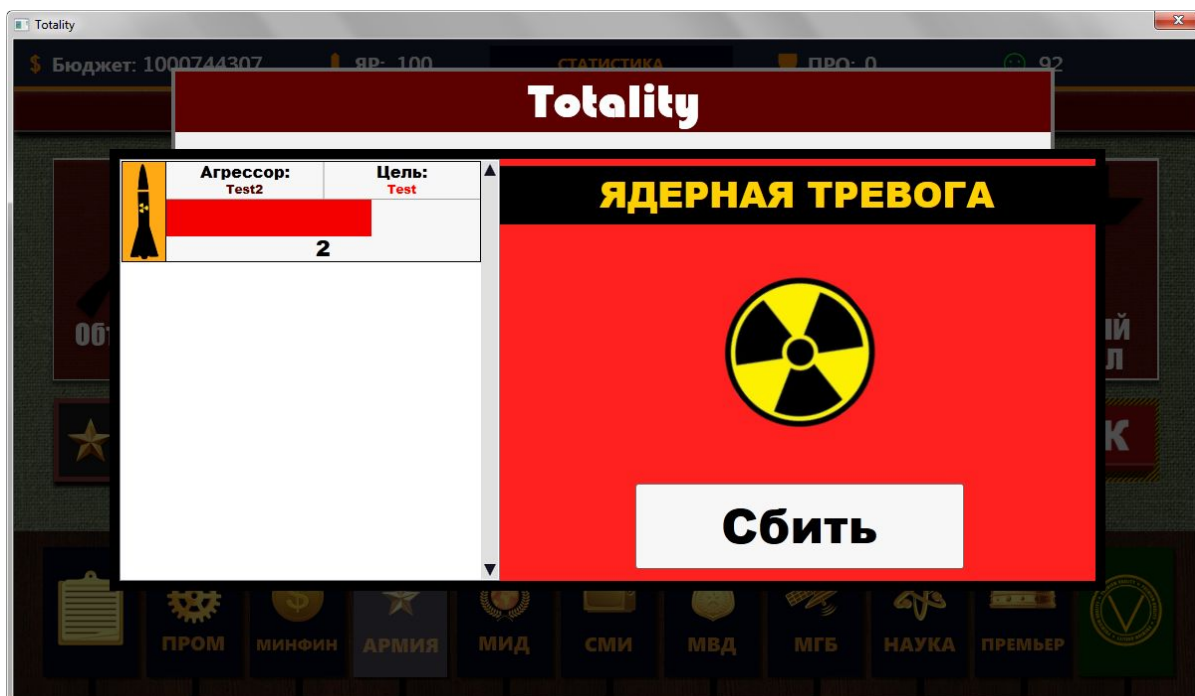 Totality
Бюджет: 1000744307 ЯР: 100 СТАТИСТИКА ПРО: 0 92
Totality
Агрессор: Цель:
Test2 Test
2
ЯДЕРНАЯ ТРЕВОГА
Сбить
ПРОМ МИНФИН АРМИЯ МИД СМИ МВД МГБ НАУКА ПРЕМЬЕР